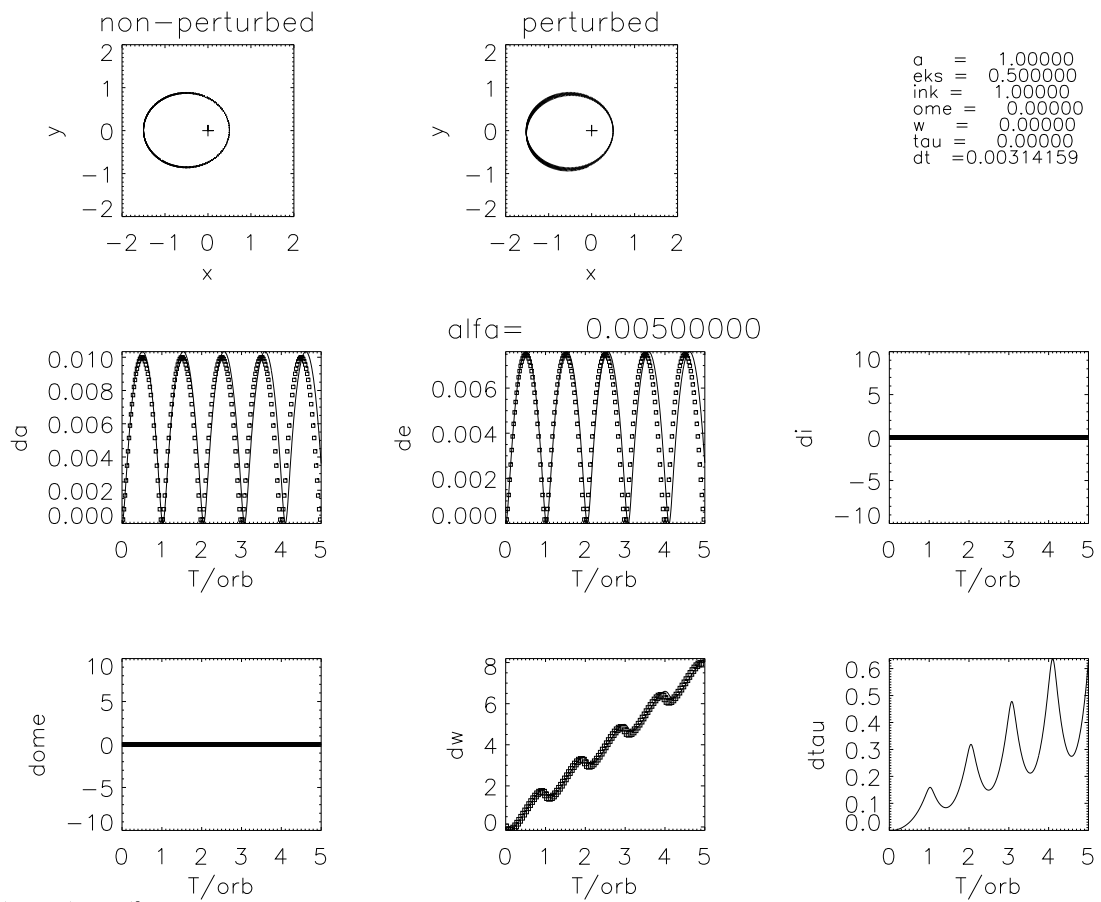 non-perturbed
perturbed
2
1
0
-1
-2
y
-2 -1 0 1 2
x
2
1
0
-1
-2
y
-2 -1 0 1 2
x
a = 1.00000
eks = 0.500000
ink = 1.00000
ome = 0.00000
w = 0.00000
tau = 0.00000
dt =0.00314159
alfa= 0.00500000
0.010
0.008
0.006
0.004
0.002
0.000
da
0 1 2 3 4 5
T/orb
0.006
0.004
0.002
0.000
de
0 1 2 3 4 5
T/orb
10
5
0
-5
-10
di
0 1 2 3 4 5
T/orb
10
5
0
-5
-10
dome
0 1 2 3 4 5
T/orb
8
6
4
2
0
dw
0 1 2 3 4 5
T/orb
0.6
0.5
0.4
0.3
0.2
0.1
0.0
dtau
0 1 2 3 4 5
T/orb